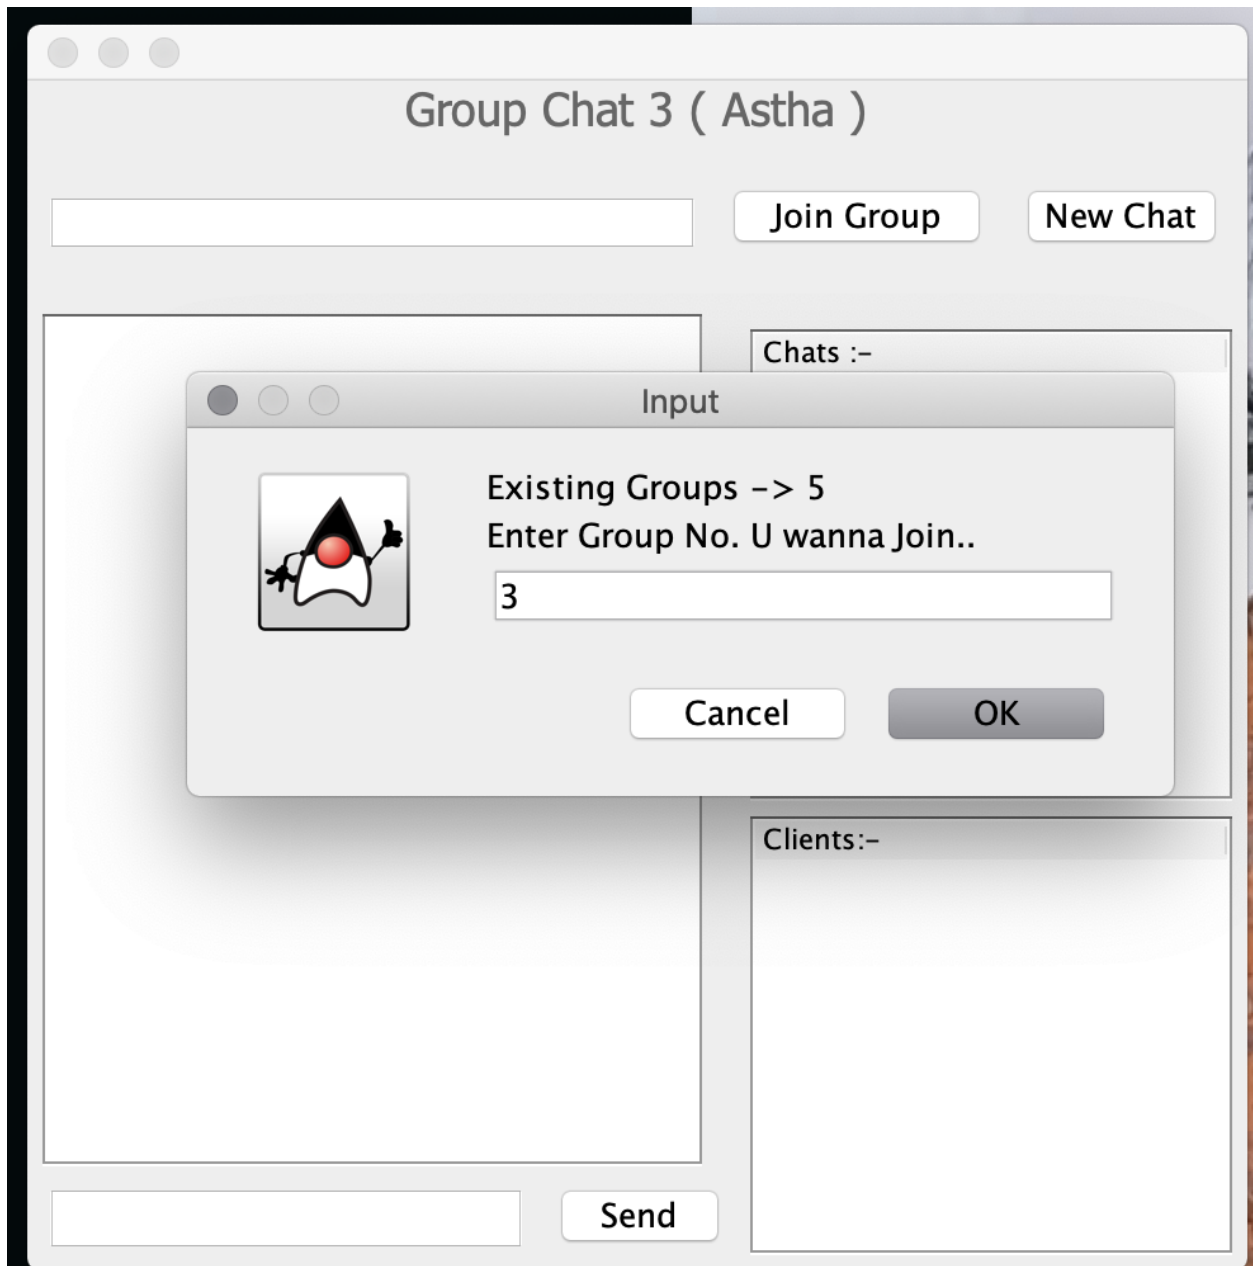 Group Chat 3 ( Astha )
Join Group
New Chat
Chats :-
Input
Existing Groups -> 5
Enter Group No. U wanna Join..
3
Cancel
OK
Clients:-
Send